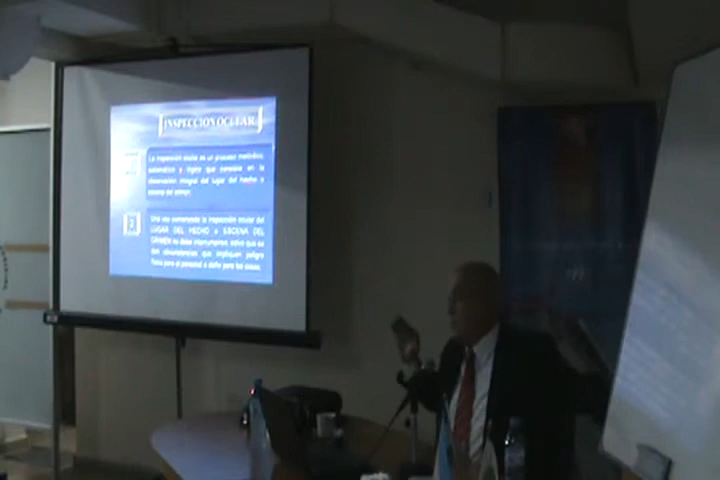 INSPECCION OCULAR
La inspección ocular es un proceso metódico,
sistemático y lógico que consiste en la
observación integral del lugar del hecho o
escena del crimen.
2
Una vez comenzada la inspección ocular del
LUGAR DEL HECHO o ESCENA DEL
CRIMEN no debe interrumpirse, salvo que se
den circunstancias que impliquen peligro
físico para el personal o daño para las cosas.